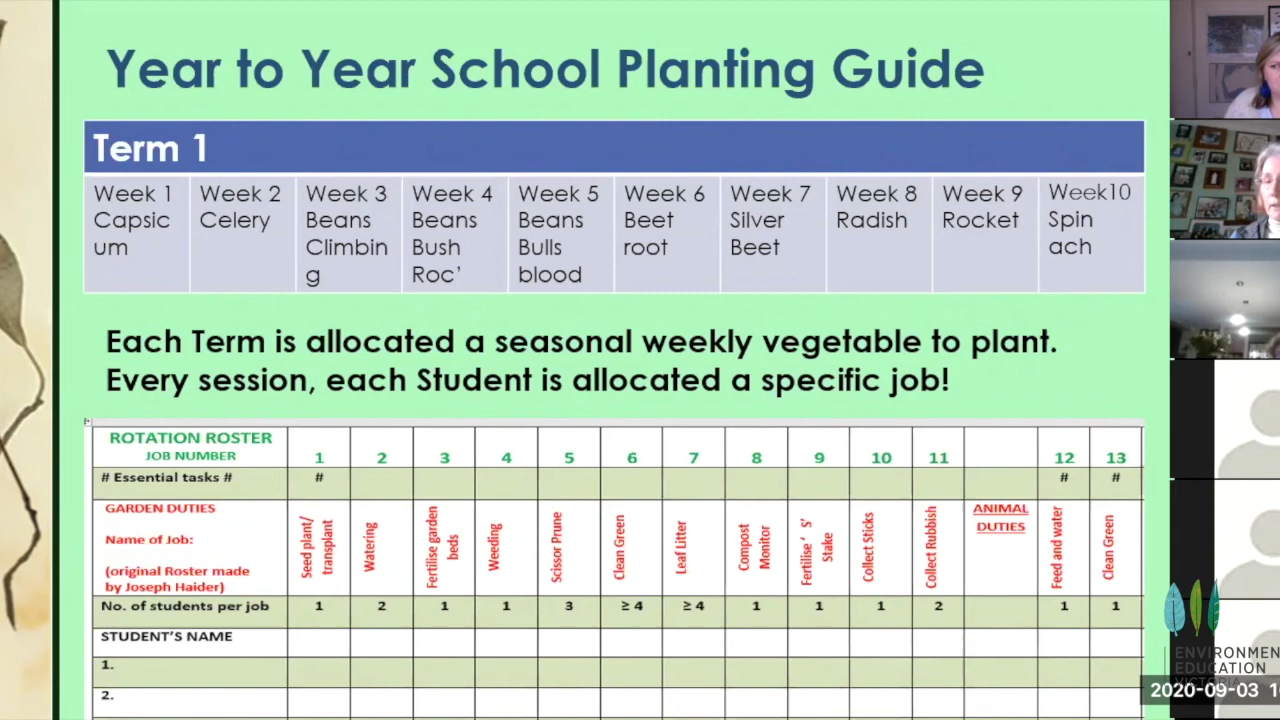 Year to Year School Planting Guide
Term 1
Week 1
Capsic
um
Week 2
Celery
Week 3
Beans
Climbin
g
Week 4
Beans
Bush
Roc’
Week 5
Beans
Bulls
blood
Week 6
Beet
root
Week 7
Silver
Beet
Week 8
Radish
Week 9
Rocket
Week10
Spin
ach
Each Term is allocated a seasonal weekly vegetable to plant.
Every session, each Student is allocated a specific job!
ROTATION ROSTER
JOB NUMBER 1 2 3 4 5 6 7 8 9 10 11 12 13
# Essential tasks # # # #
GARDEN DUTIES
Name of Job:
(original Roster made
by Joseph Haider)
Seed plant/
transplant
Watering
Fertilise garden
beds
Weeding
Scissor Prune
Clean Green
Leaf Litter
Compost
Monitor
Fertilise ‘ S’
Stake
Collect Sticks
Collect Rubbish
ANIMAL
DUTIES
Feed and water
Clean Green
No. of students per job 1 2 1 1 3 ≥ 4 ≥ 4 1 1 1 2 1 1
STUDENT’S NAME
1.
2.
ENVIRONMEN
EDUCATION
VICTORIA
2020-09-03 1